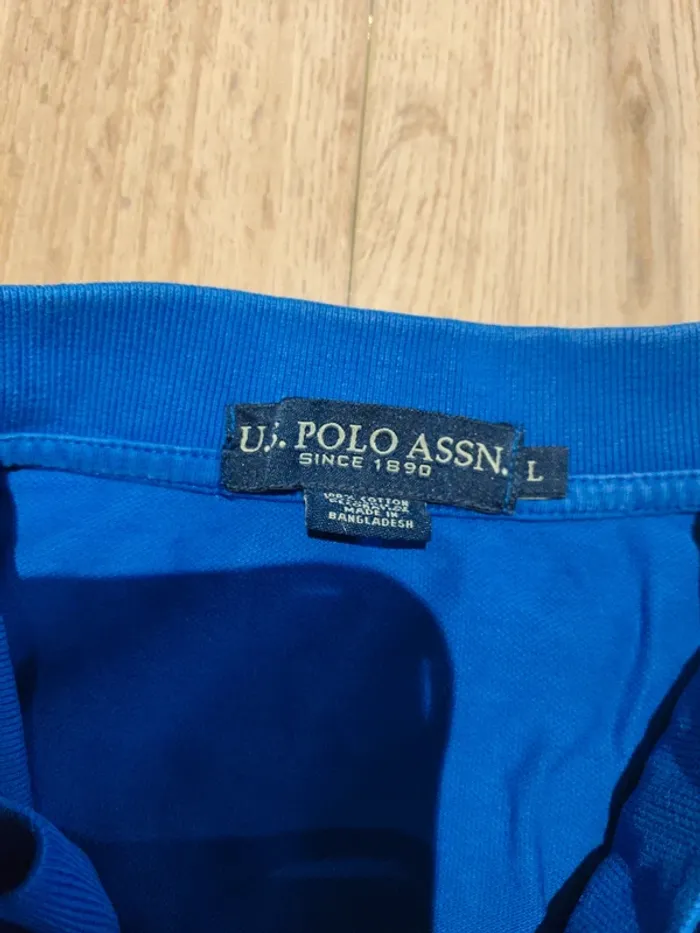 U.S. POLO ASSN.
SINCE 1890
L
100% COTTON
MADE IN
BANGLADESH